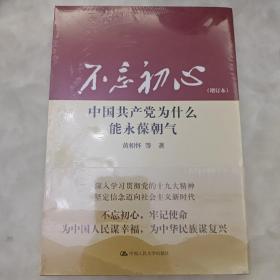 不忘初心
(增订本)
中国共产党为什么
能永葆朝气
黄相怀 等 著
深入学习贯彻党的十九大精神
坚定信念迈向社会主义新时代
不忘初心,牢记使命
为中国人民谋幸福,为中华民族谋复兴
中国人民大学出版社